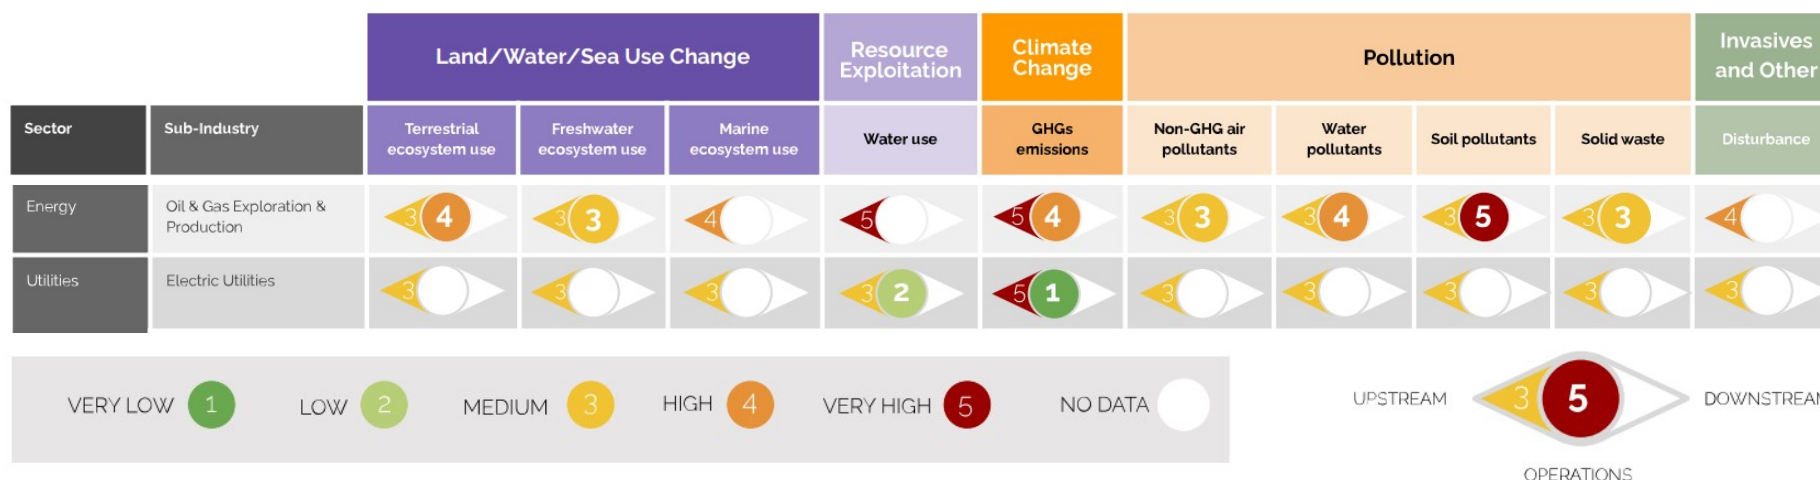 Land/Water/Sea Use Change
Resource
Exploitation
Climate
Change
Pollution
Invasives
and Other
Sector
Sub-Industry
Terrestrial
ecosystem use
Freshwater
ecosystem use
Marine
ecosystem use
Water use
GHGs
emissions
Non-GHG air
pollutants
Water
pollutants
Soil pollutants
Solid waste
Disturbance
Energy
Oil & Gas Exploration &
Production
3 4
3 3
4
5
5 4
3 3
3 4
3 5
3 3
4
Utilities
Electric Utilities
3
3
3
3 2
5 1
3
3
3
3
3
VERY LOW 1
LOW 2
MEDIUM 3
HIGH 4
VERY HIGH 5
NO DATA
UPSTREAM
3 5
DOWNSTREAM
OPERATIONS